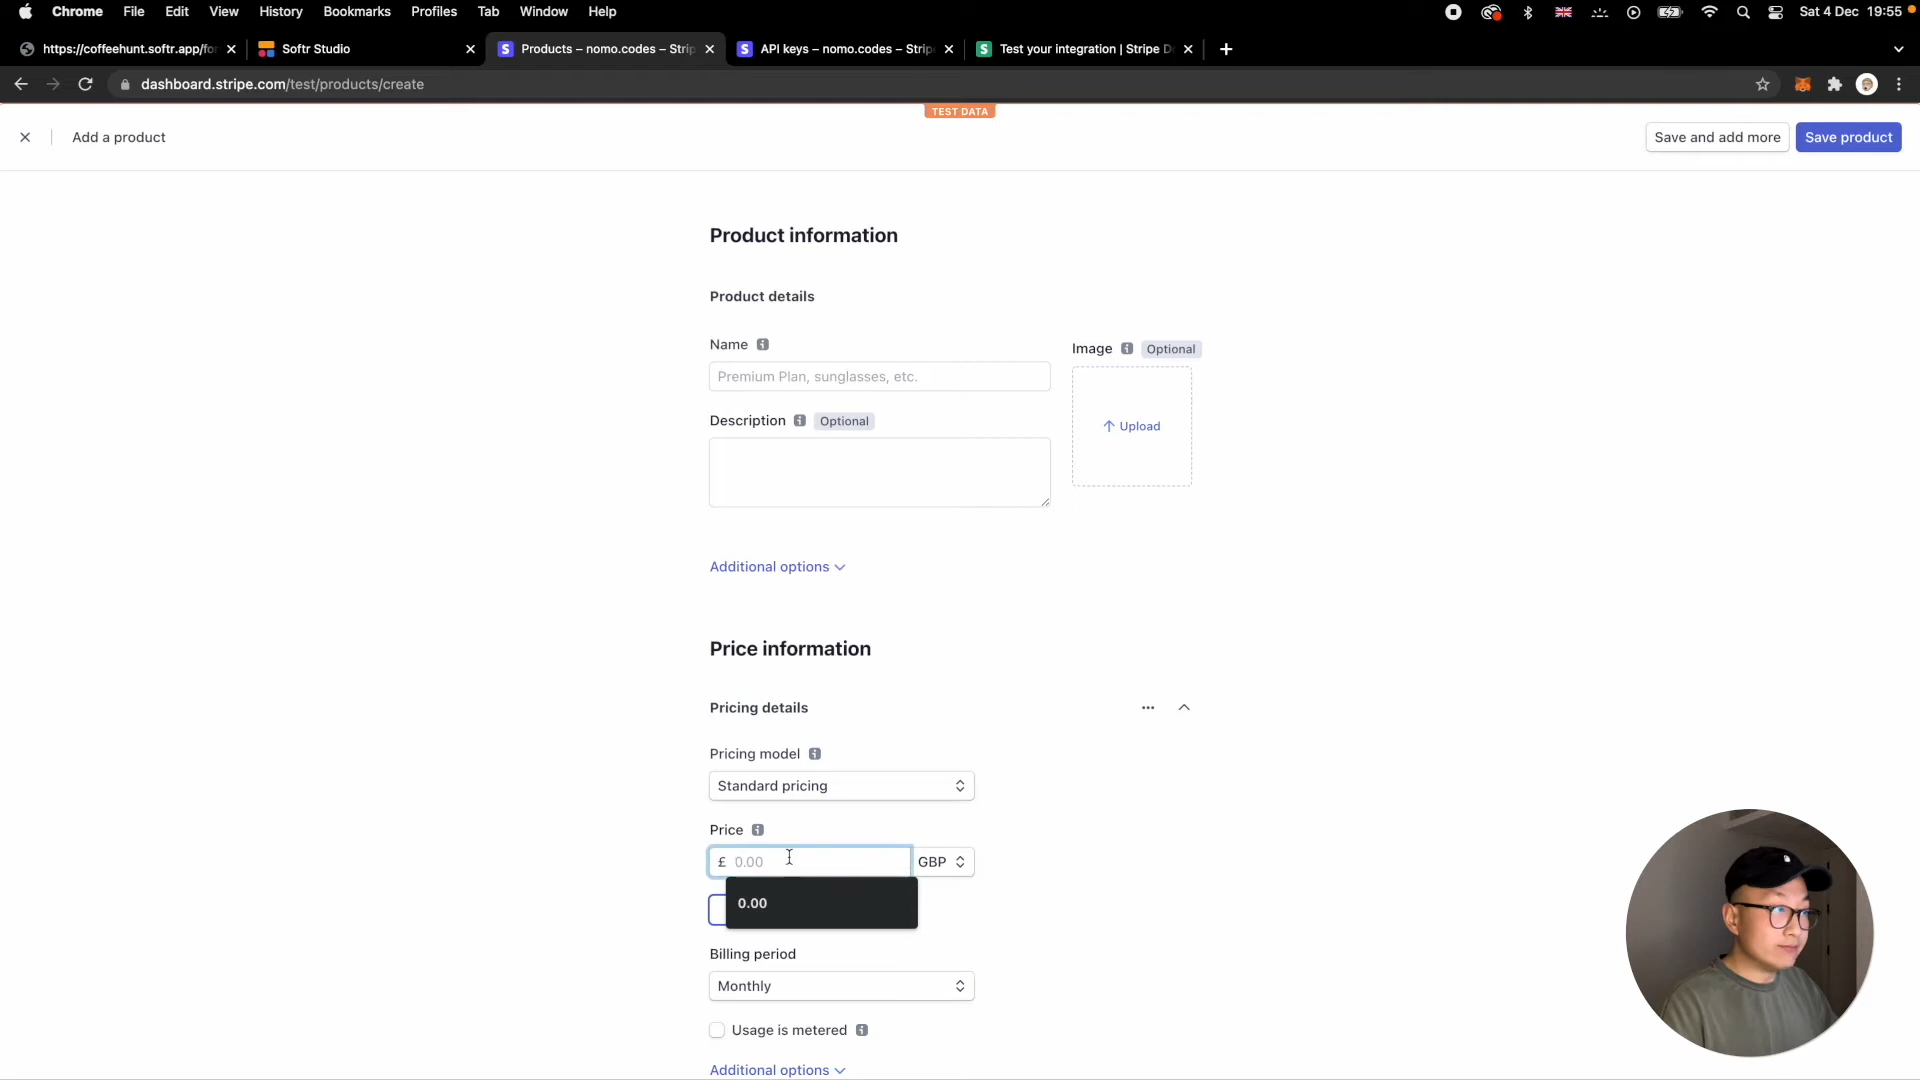 Chrome File Edit View History Bookmarks Profiles Tab Window Help Sat 4 Dec 19:55
https://coffeehunt.softr.app/for Softr Studio Products – nomo.codes – Strip API keys – nomo.codes – Stripe Test your integration | Stripe D
dashboard.stripe.com/test/products/create
TEST DATA
Add a product Save and add more Save product
Product information
Product details
Name
Image Optional
Premium Plan, sunglasses, etc.
Description Optional
Upload
Additional options
Price information
Pricing details
Pricing model
Standard pricing
Price
£ 0.00 GBP
0.00
Billing period
Monthly
Usage is metered
Additional options